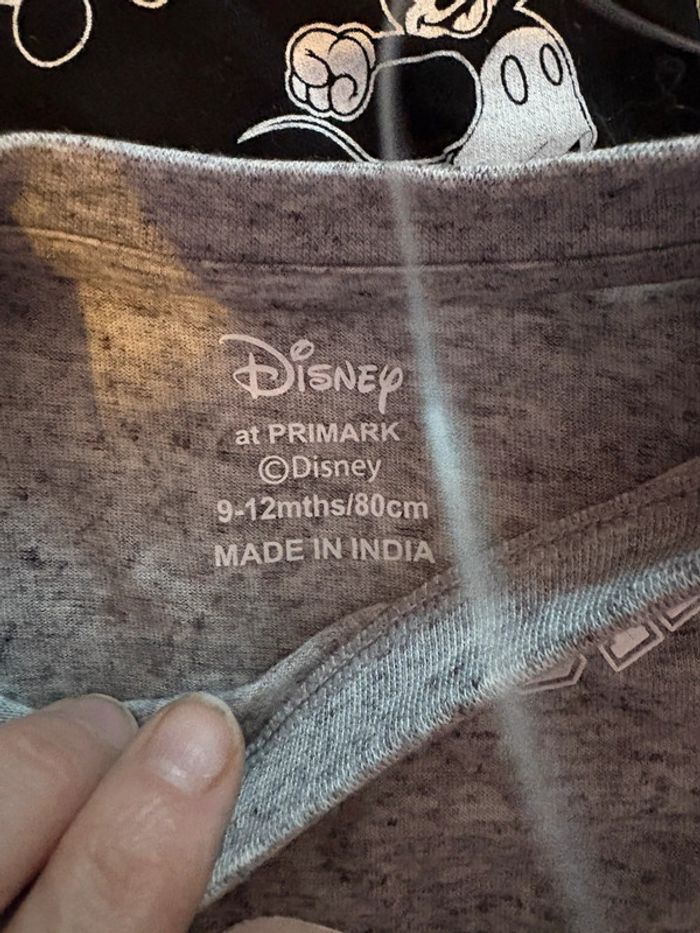 Disney
at PRIMARK
©Disney
9-12mths/80cm
MADE IN INDIA